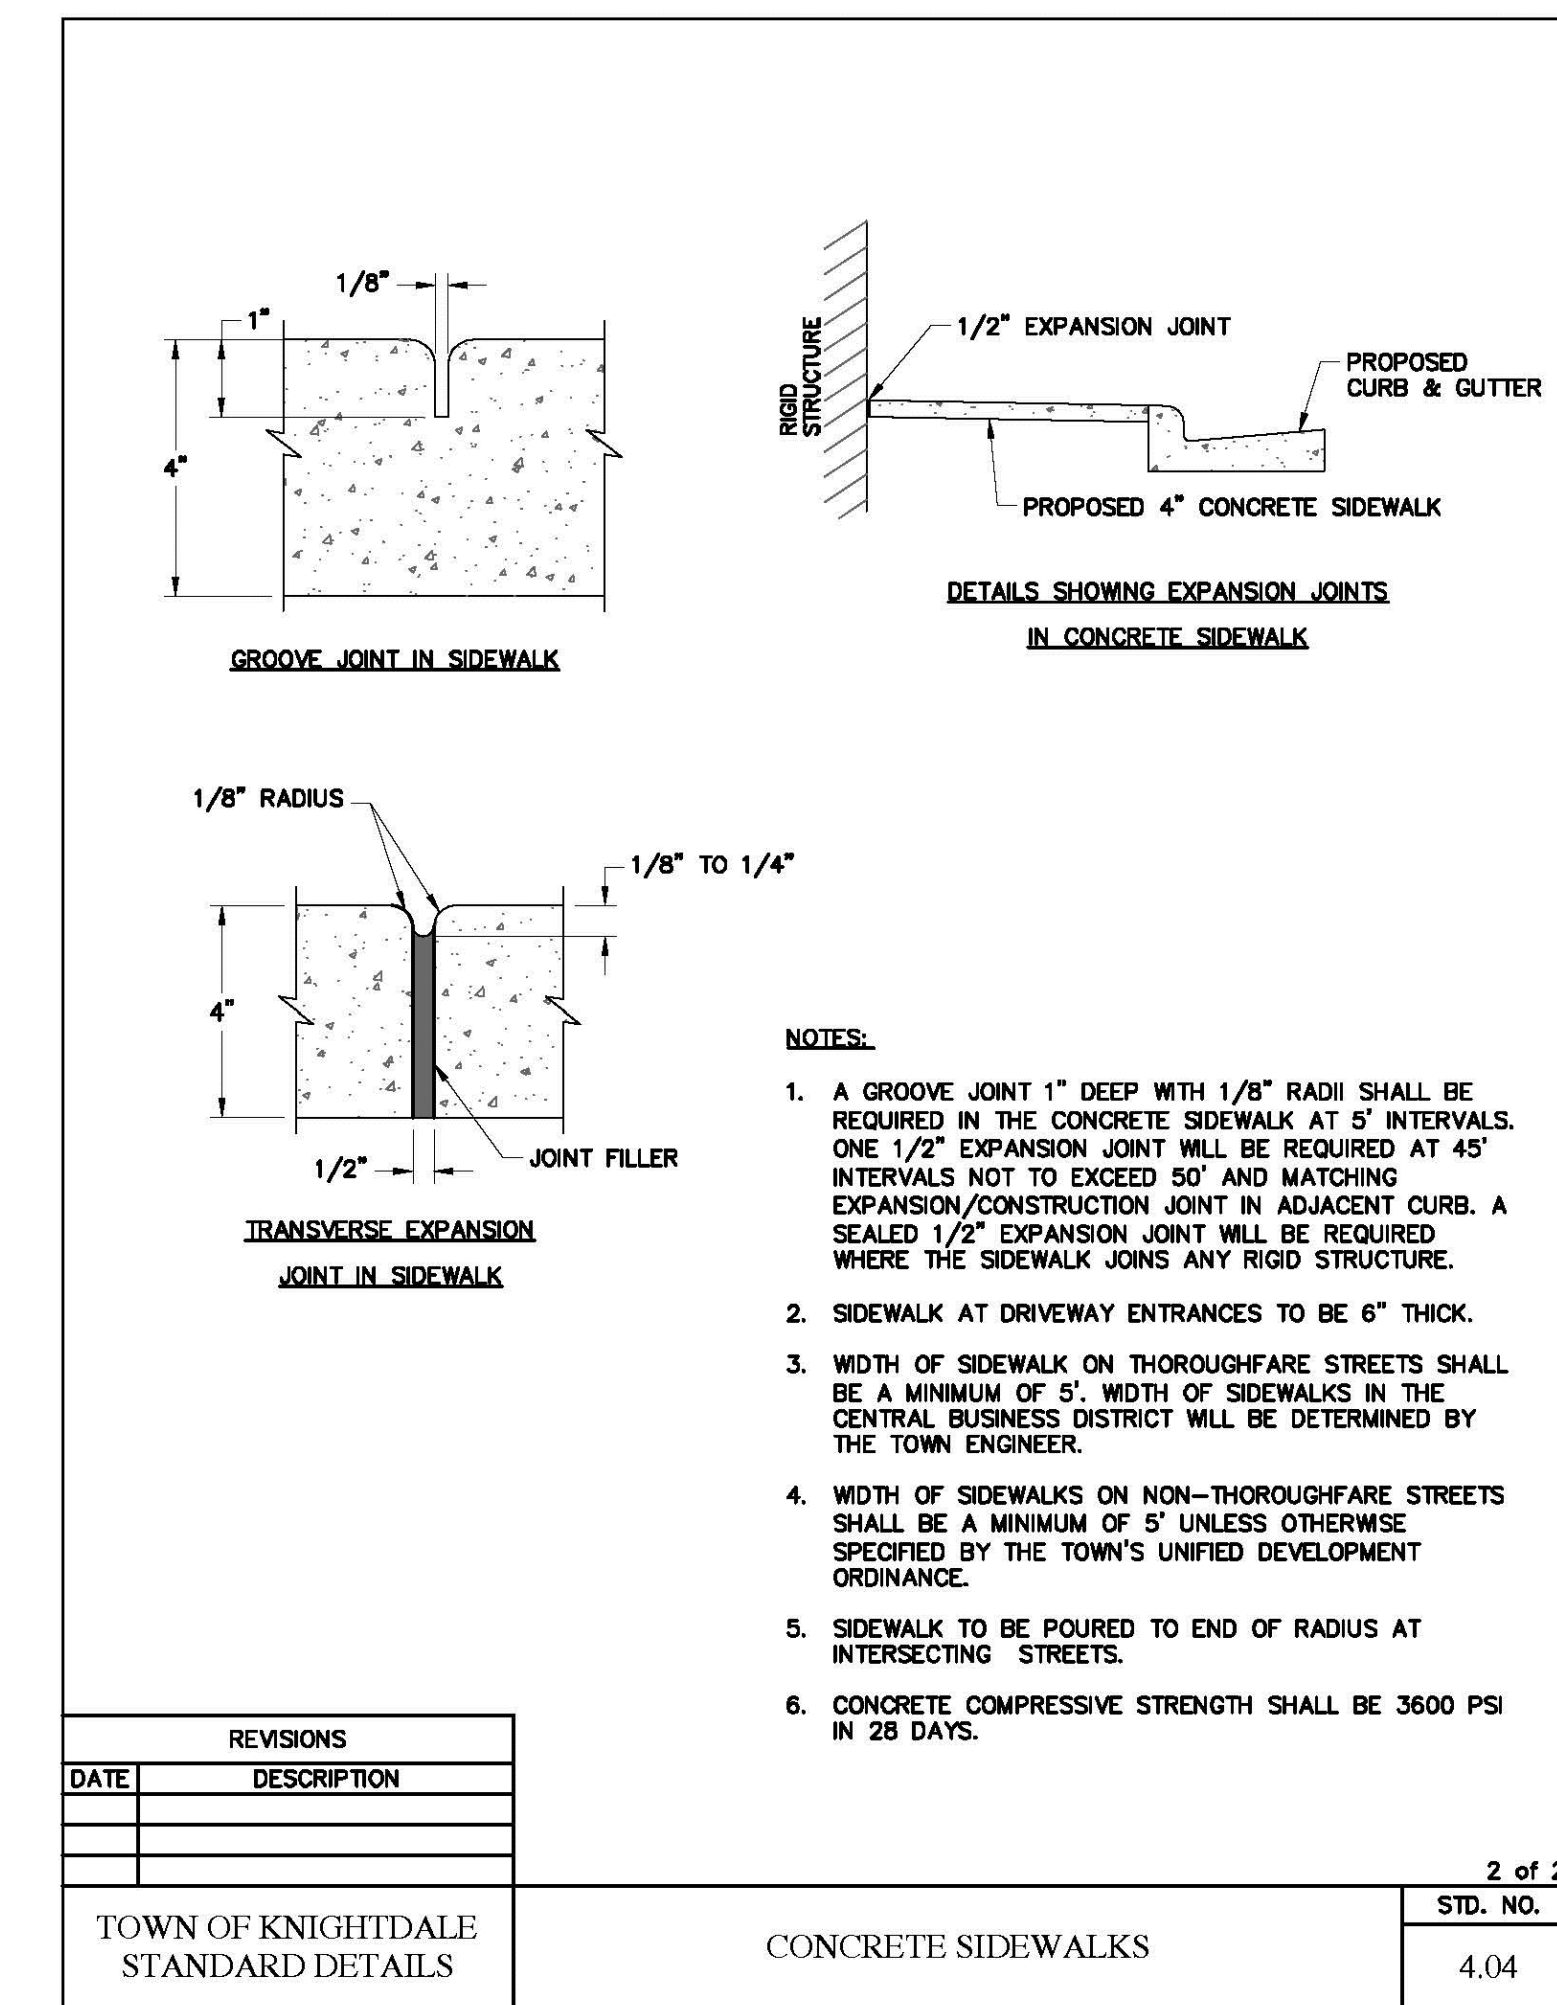 1/8"
1"
4"
GROOVE JOINT IN SIDEWALK
RIGID
STRUCTURE
1/2" EXPANSION JOINT
PROPOSED
CURB & GUTTER
PROPOSED 4" CONCRETE SIDEWALK
DETAILS SHOWING EXPANSION JOINTS
IN CONCRETE SIDEWALK
1/8" RADIUS
1/8" TO 1/4"
4"
1/2"
JOINT FILLER
TRANSVERSE EXPANSION
JOINT IN SIDEWALK
NOTES:
1. A GROOVE JOINT 1" DEEP WITH 1/8" RADII SHALL BE
REQUIRED IN THE CONCRETE SIDEWALK AT 5' INTERVALS.
ONE 1/2" EXPANSION JOINT WILL BE REQUIRED AT 45'
INTERVALS NOT TO EXCEED 50' AND MATCHING
EXPANSION/CONSTRUCTION JOINT IN ADJACENT CURB. A
SEALED 1/2" EXPANSION JOINT WILL BE REQUIRED
WHERE THE SIDEWALK JOINS ANY RIGID STRUCTURE.
2. SIDEWALK AT DRIVEWAY ENTRANCES TO BE 6" THICK.
3. WIDTH OF SIDEWALK ON THOROUGHFARE STREETS SHALL
BE A MINIMUM OF 5'. WIDTH OF SIDEWALKS IN THE
CENTRAL BUSINESS DISTRICT WILL BE DETERMINED BY
THE TOWN ENGINEER.
4. WIDTH OF SIDEWALKS ON NON-THOROUGHFARE STREETS
SHALL BE A MINIMUM OF 5' UNLESS OTHERWISE
SPECIFIED BY THE TOWN'S UNIFIED DEVELOPMENT
ORDINANCE.
5. SIDEWALK TO BE POURED TO END OF RADIUS AT
INTERSECTING STREETS.
6. CONCRETE COMPRESSIVE STRENGTH SHALL BE 3600 PSI
IN 28 DAYS.
REVISIONS
DATE DESCRIPTION
2 of 2
TOWN OF KNIGHTDALE
STANDARD DETAILS
CONCRETE SIDEWALKS
STD. NO.
4.04